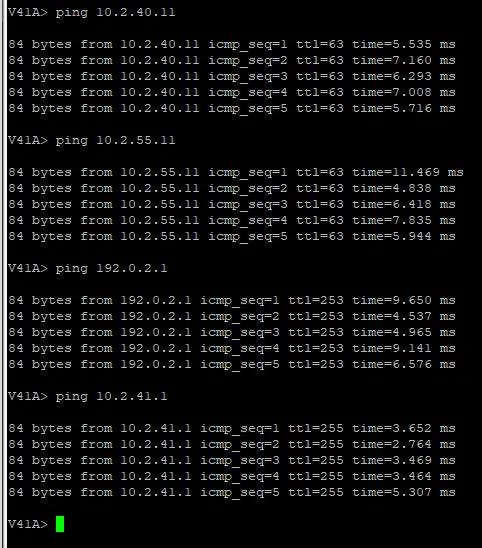 V41A> ping 10.2.40.11
84 bytes from 10.2.40.11 icmp_seq=1 ttl=63 time=5.535 ms
84 bytes from 10.2.40.11 icmp_seq=2 ttl=63 time=7.160 ms
84 bytes from 10.2.40.11 icmp_seq=3 ttl=63 time=6.293 ms
84 bytes from 10.2.40.11 icmp_seq=4 ttl=63 time=7.008 ms
84 bytes from 10.2.40.11 icmp_seq=5 ttl=63 time=5.716 ms
V41A> ping 10.2.55.11
84 bytes from 10.2.55.11 icmp_seq=1 ttl=63 time=11.469 ms
84 bytes from 10.2.55.11 icmp_seq=2 ttl=63 time=4.838 ms
84 bytes from 10.2.55.11 icmp_seq=3 ttl=63 time=6.418 ms
84 bytes from 10.2.55.11 icmp_seq=4 ttl=63 time=7.835 ms
84 bytes from 10.2.55.11 icmp_seq=5 ttl=63 time=5.944 ms
V41A> ping 192.0.2.1
84 bytes from 192.0.2.1 icmp_seq=1 ttl=253 time=9.650 ms
84 bytes from 192.0.2.1 icmp_seq=2 ttl=253 time=4.537 ms
84 bytes from 192.0.2.1 icmp_seq=3 ttl=253 time=4.965 ms
84 bytes from 192.0.2.1 icmp_seq=4 ttl=253 time=9.141 ms
84 bytes from 192.0.2.1 icmp_seq=5 ttl=253 time=6.576 ms
V41A> ping 10.2.41.1
84 bytes from 10.2.41.1 icmp_seq=1 ttl=255 time=3.652 ms
84 bytes from 10.2.41.1 icmp_seq=2 ttl=255 time=2.764 ms
84 bytes from 10.2.41.1 icmp_seq=3 ttl=255 time=3.469 ms
84 bytes from 10.2.41.1 icmp_seq=4 ttl=255 time=3.464 ms
84 bytes from 10.2.41.1 icmp_seq=5 ttl=255 time=5.307 ms
V41A>